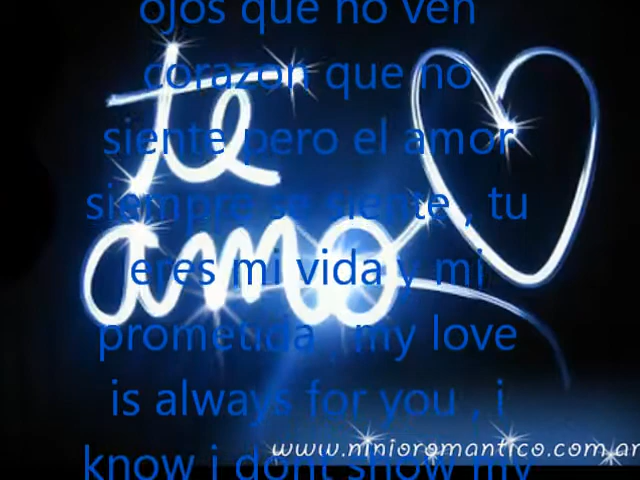 ojos que no ven
corazon que no
siente pero el amor
siempre se siente , tu
eres mi vida y mi
prometida , my love
is always for you , i
know i dont show my
te
amo
www.ninioromantico.com.ar